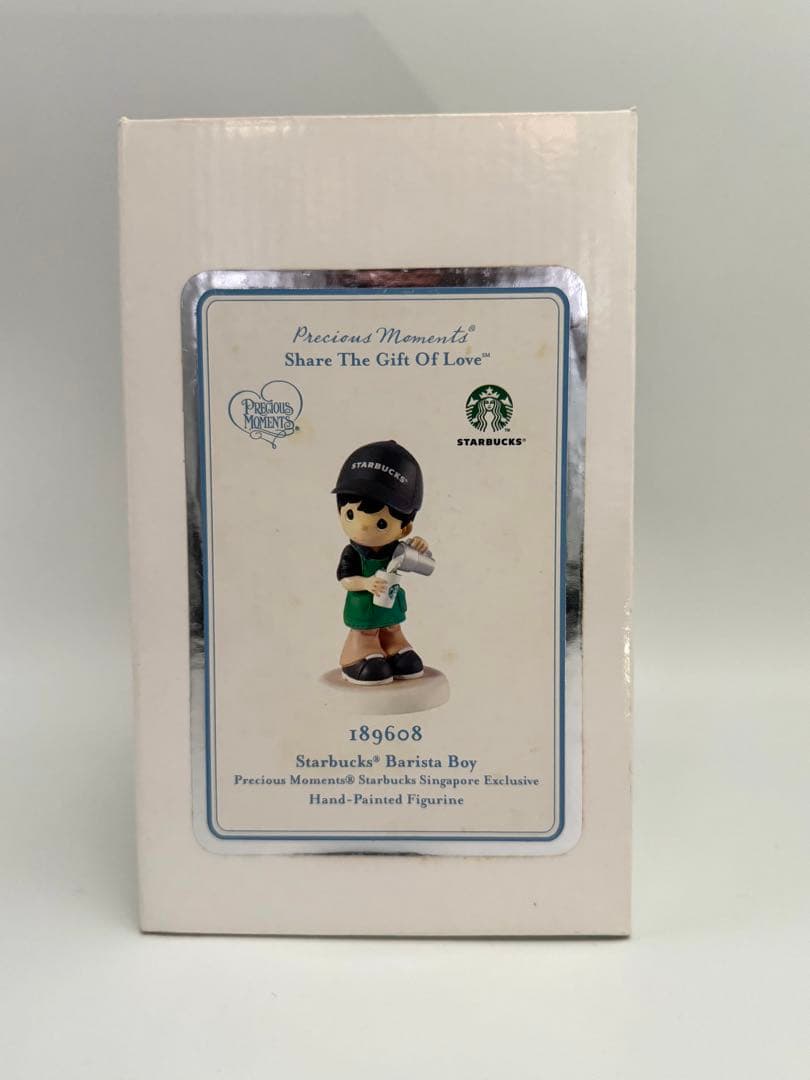 Precious Moments®
Share The Gift Of Love℠
PRECIOUS
MOMENTS®
STARBUCKS®
STARBUCKS®
189608
Starbucks® Barista Boy
Precious Moments® Starbucks Singapore Exclusive
Hand-Painted Figurine